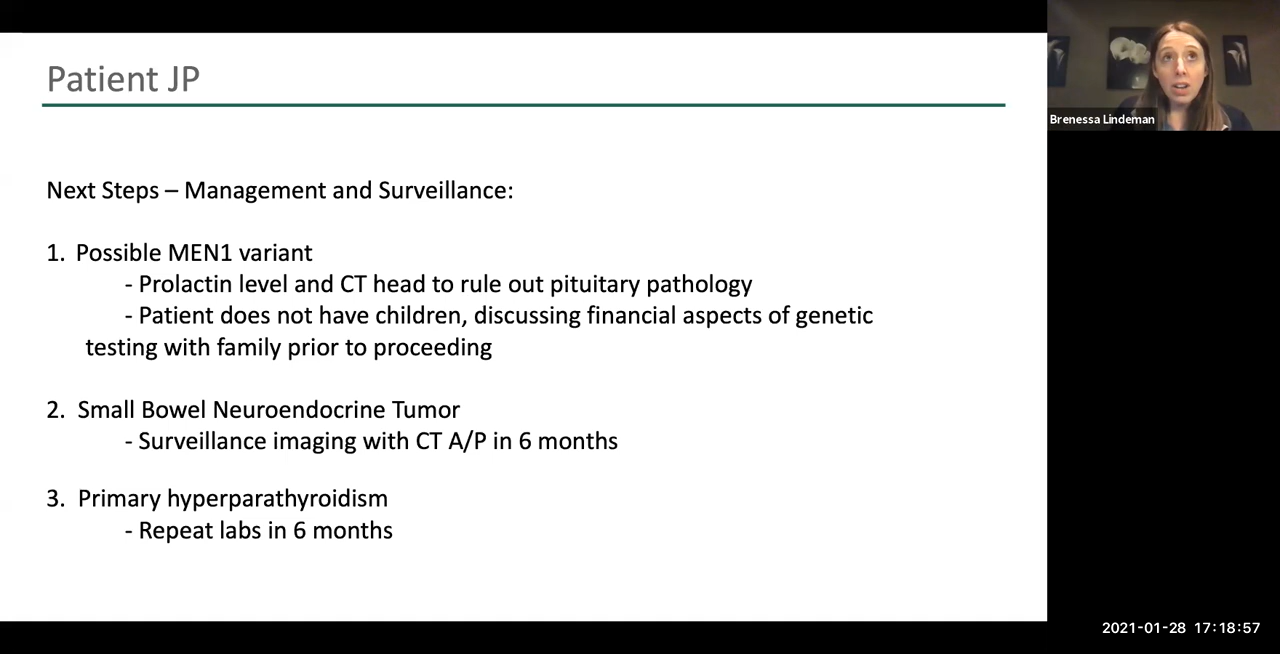 Patient JP
Brenessa Lindeman
Next Steps – Management and Surveillance:
1. Possible MEN1 variant
- Prolactin level and CT head to rule out pituitary pathology
- Patient does not have children, discussing financial aspects of genetic
testing with family prior to proceeding
2. Small Bowel Neuroendocrine Tumor
- Surveillance imaging with CT A/P in 6 months
3. Primary hyperparathyroidism
- Repeat labs in 6 months
2021-01-28 17:18:57